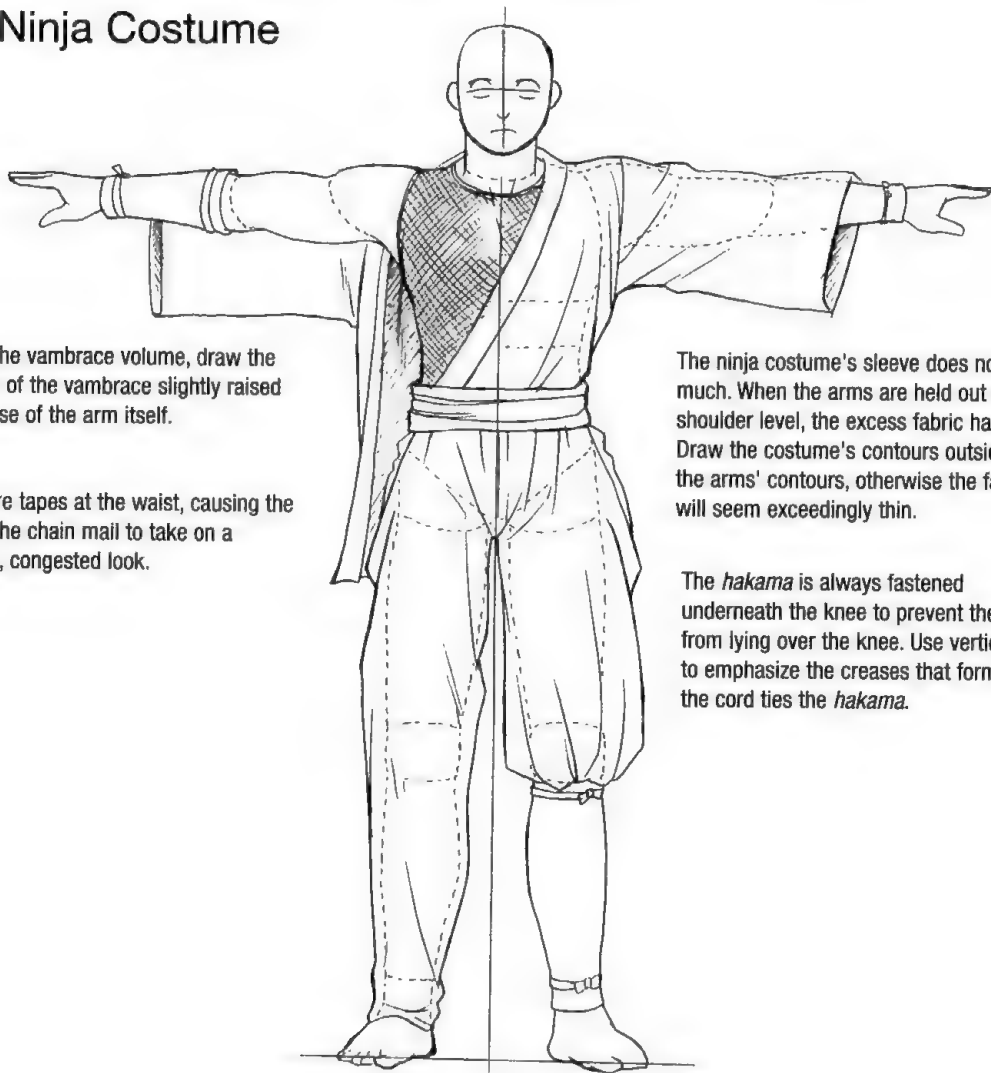 Ninja Costume
he vambrace volume, draw the
of the vambrace slightly raised
se of the arm itself.
e tapes at the waist, causing the
he chain mail to take on a
, congested look.
The ninja costume's sleeve does no
much. When the arms are held out
shoulder level, the excess fabric ha
Draw the costume's contours outsi
the arms' contours, otherwise the fa
will seem exceedingly thin.
The hakama is always fastened
underneath the knee to prevent the
from lying over the knee. Use verti
to emphasize the creases that form
the cord ties the hakama.